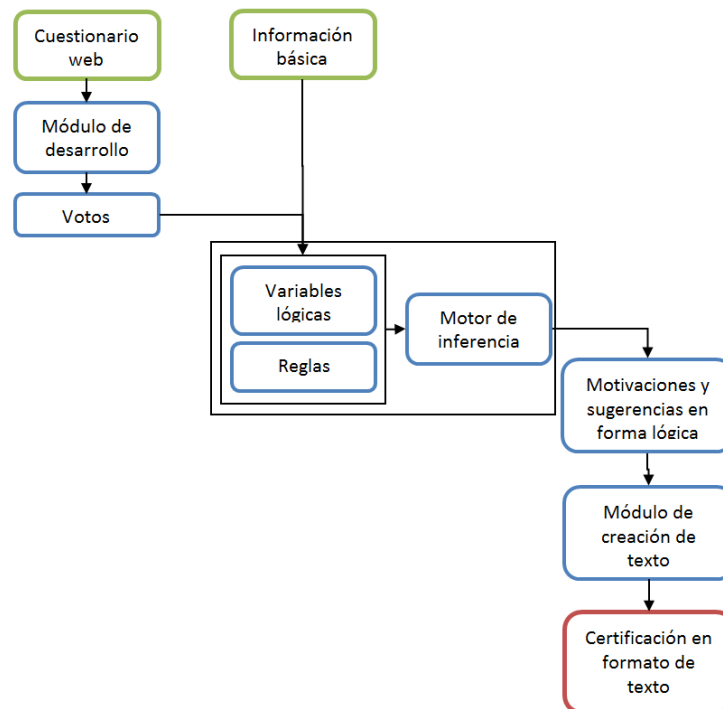 Cuestionario
web
Información
básica
Módulo de
desarrollo
Votos
Variables
lógicas
Reglas
Motor de
inferencia
Motivaciones y
sugerencias en
forma lógica
Módulo de
creación de
texto
Certificación en
formato de
texto